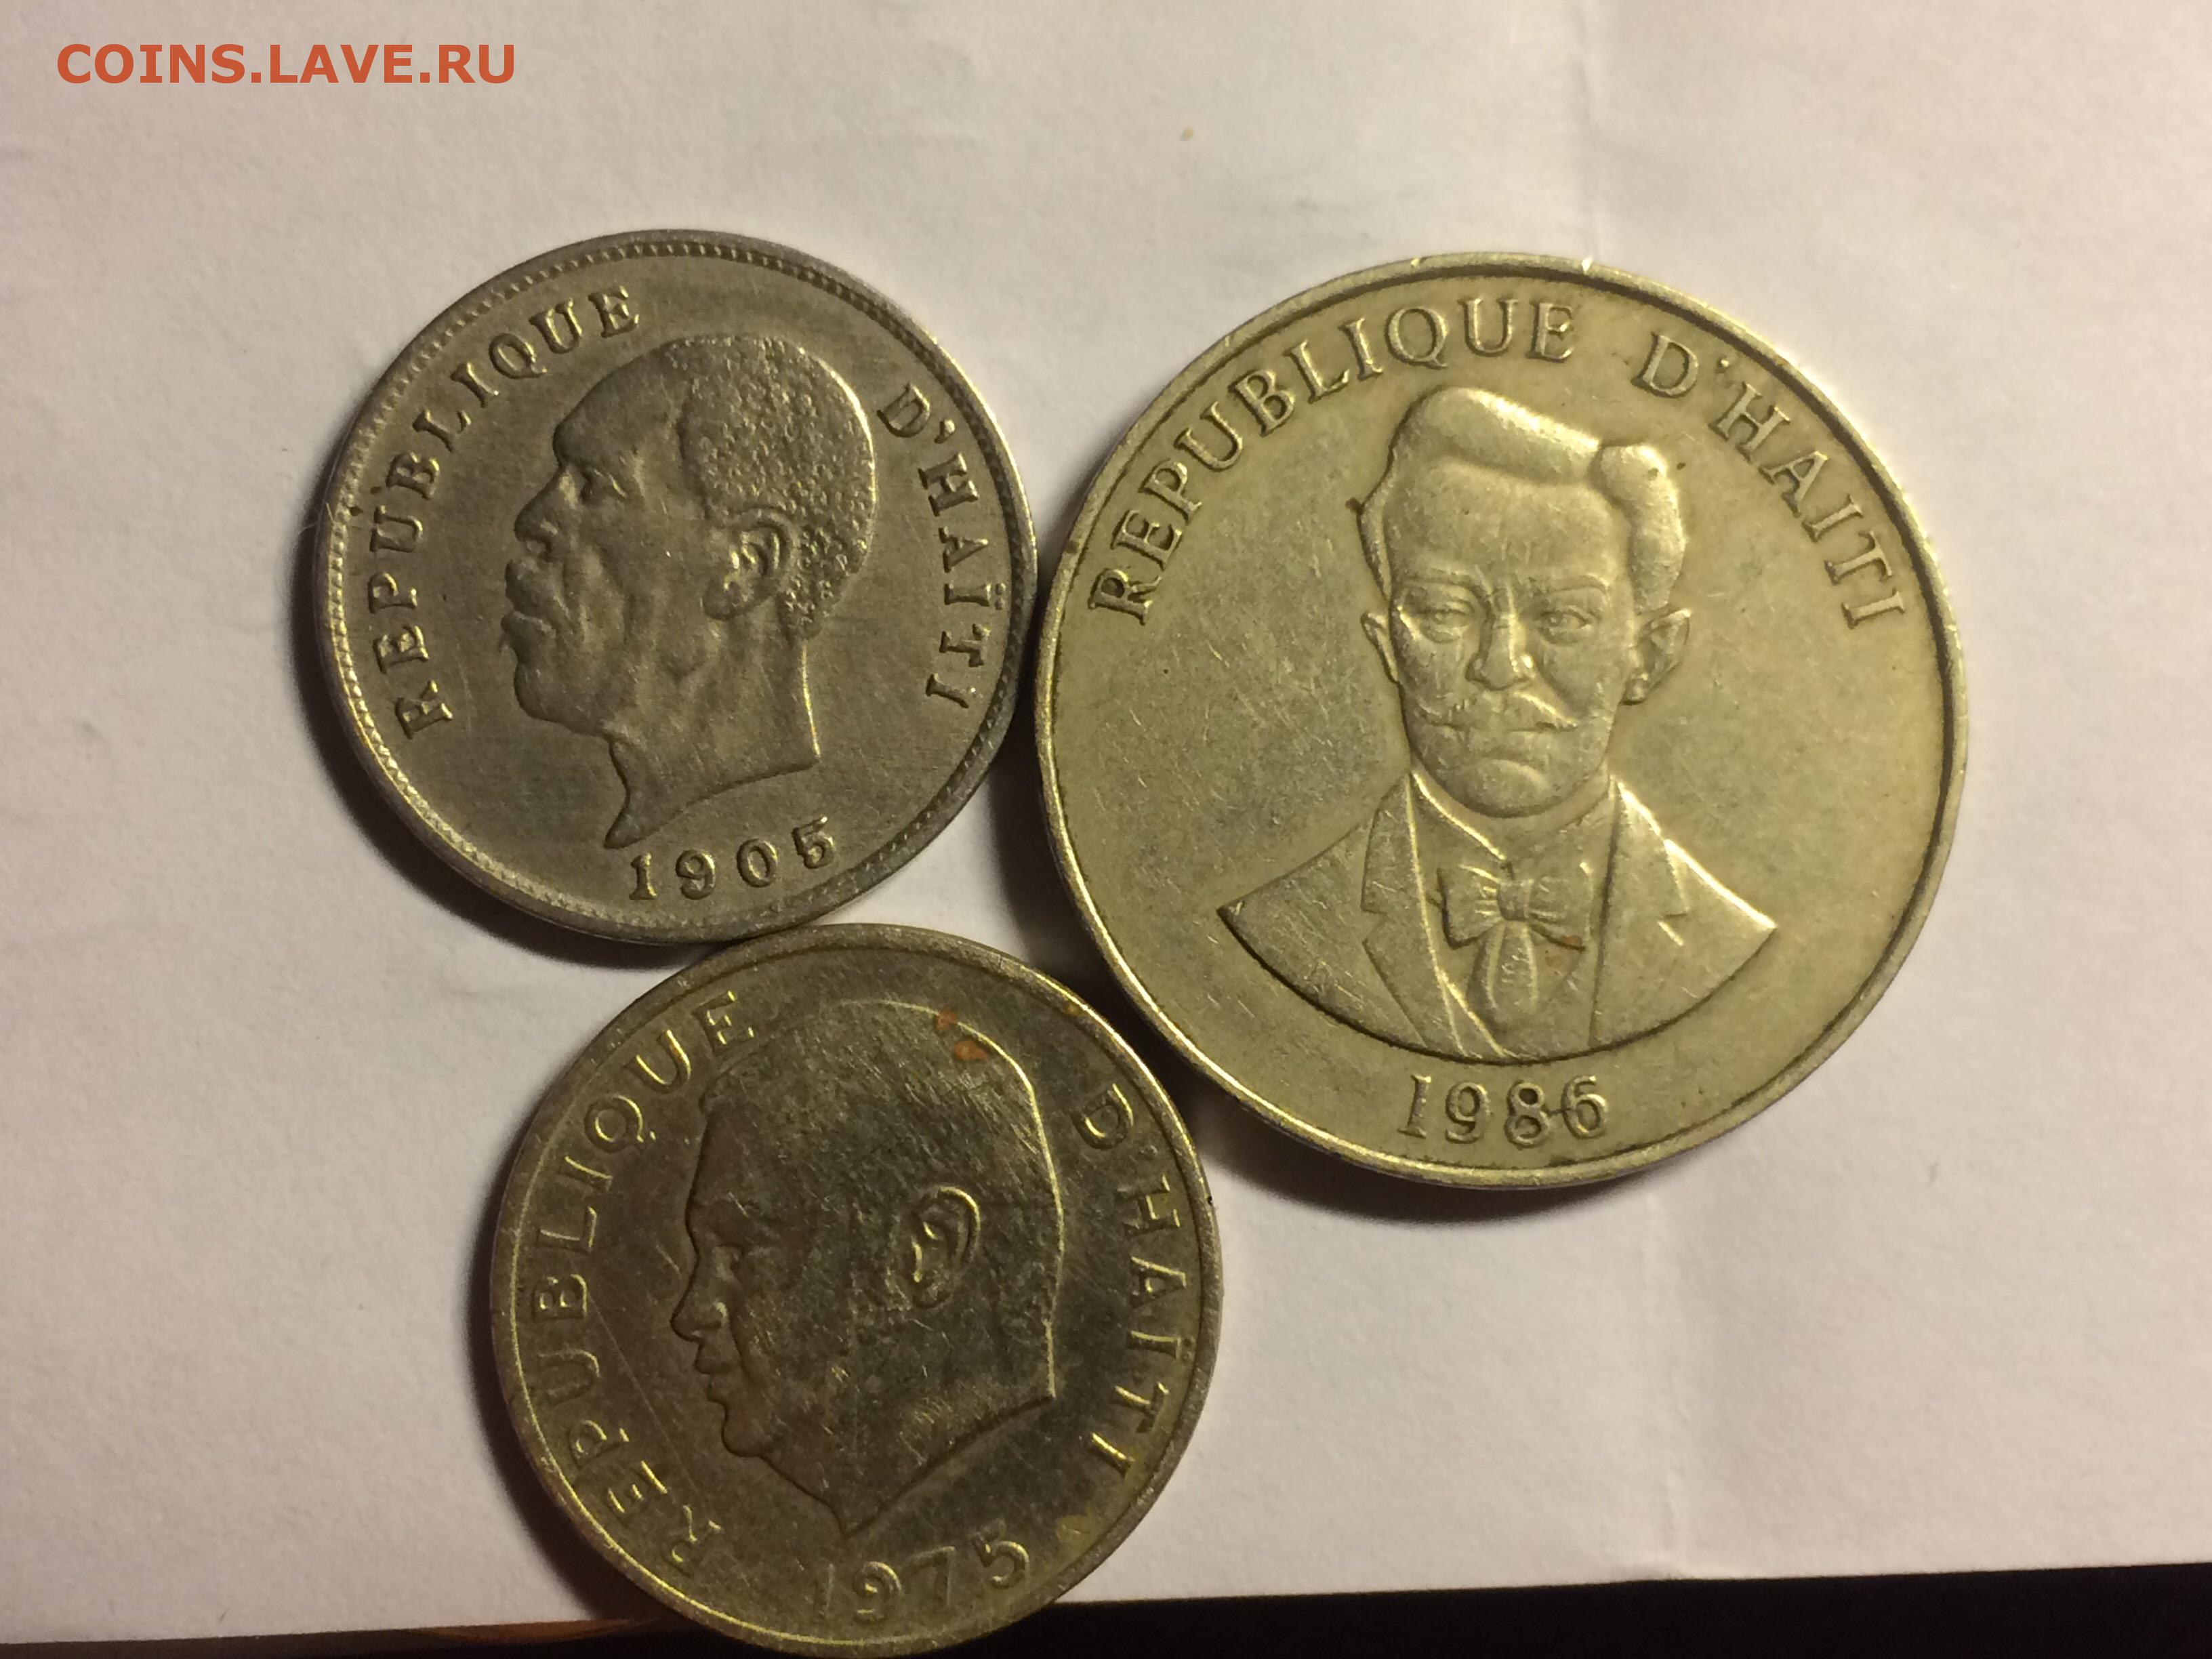 COINS.LAVE.RU
REPUBLIQUE D'HAÏTI
1905
REPUBLIQUE D'HAITI
1986
REPUBLIQUE D'HAÏTI
1975